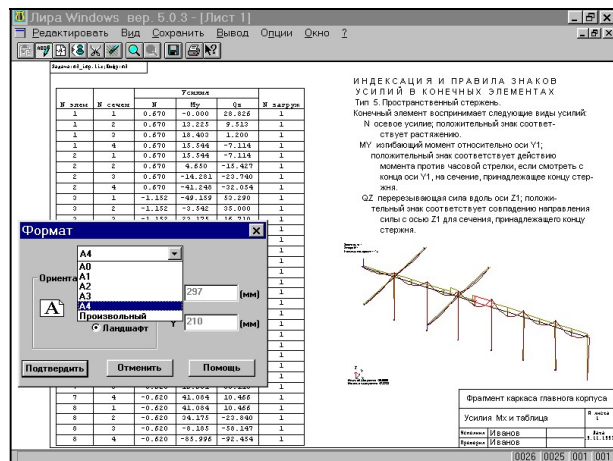 Лира Windows вер. 5.0.3 - [Лист 1]
Редактировать Вид Сохранить Вывод Опции Окно ?
Усилия
N элем N сечен N My Qz N загруж
1 1 0.670 -0.000 28.826 1
1 2 0.670 13.225 9.513 1
1 3 0.670 18.403 1.200 1
1 4 0.670 15.544 -7.114 1
2 1 0.670 15.544 -7.114 1
2 2 0.670 4.650 -15.427 1
2 3 0.670 -14.281 -23.740 1
2 4 0.670 -41.248 -32.054 1
3 1 -1.152 -49.159 53.290 1
3 2 -1.152 -3.542 35.000 1
7 4 -0.620 41.084 10.466 1
8 1 -0.620 41.084 10.466 1
8 2 -0.620 34.175 -23.840 1
8 3 -0.620 -8.185 -58.147 1
8 4 -0.620 -85.996 -92.454 1
ИНДЕКСАЦИЯ И ПРАВИЛА ЗНАКОВ
УСИЛИЙ В КОНЕЧНЫХ ЭЛЕМЕНТАХ
Тип 5. Пространственный стержень.
Конечный элемент воспринимает следующие виды усилий:
N осевое усилие; положительный знак соответ-
ствует растяжению.
MY изгибающий момент относительно оси Y1;
положительный знак соответствует действию
момента против часовой стрелки, если смотреть с
конца оси Y1, на сечение, принадлежащее концу стер-
жня.
QZ перерезывающая сила вдоль оси Z1; положи-
тельный знак соответствует совпадению направления
силы с осью Z1 для сечения, принадлежащего концу
стержня.
Формат
A4
A0
A1
A2
A3
A4
Произвольный
Ориента
A
Ландшафт
297 (мм)
Y 210 (мм)
Подтвердить Отменить Помощь
Фрагмент каркаса главного корпуса
Усилия Mx и таблица
N листа
1
Иванов
Дата
Проверил Иванов
0026 0025 001 001